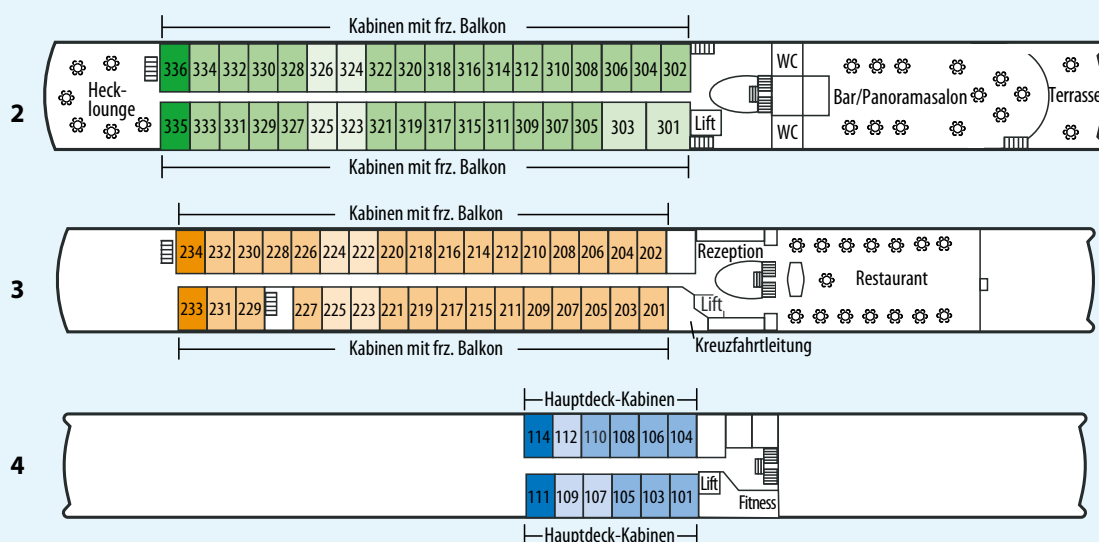 Kabinen mit frz. Balkon
2
Heck-
lounge
336 334 332 330 328 326 324 322 320 318 316 314 312 310 308 306 304 302
335 333 331 329 327 325 323 321 319 317 315 311 309 307 305 303 301
Lift
WC
WC
Bar/Panoramasalon
Terrasse
Kabinen mit frz. Balkon
Kabinen mit frz. Balkon
3
234 232 230 228 226 224 222 220 218 216 214 212 210 208 206 204 202
233 231 229 227 225 223 221 219 217 215 211 209 207 205 203 201
Rezeption
Lift
Restaurant
Kreuzfahrtleitung
Kabinen mit frz. Balkon
Hauptdeck-Kabinen
4
114 112 110 108 106 104
111 109 107 105 103 101
Lift
Fitness
Hauptdeck-Kabinen